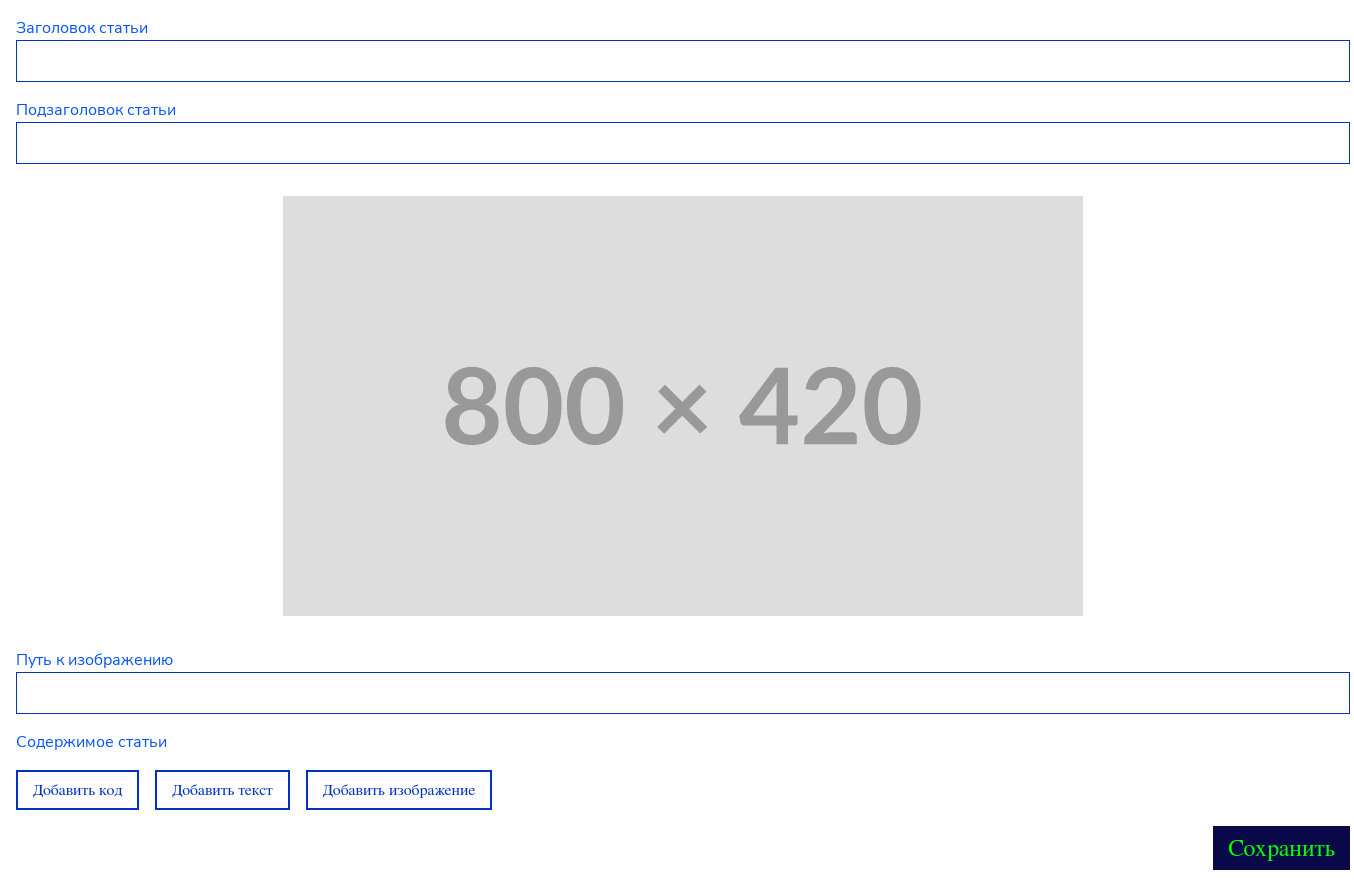 Заголовок статьи
Подзаголовок статьи
800 × 420
Путь к изображению
Содержимое статьи
Добавить код
Добавить текст
Добавить изображение
Сохранить